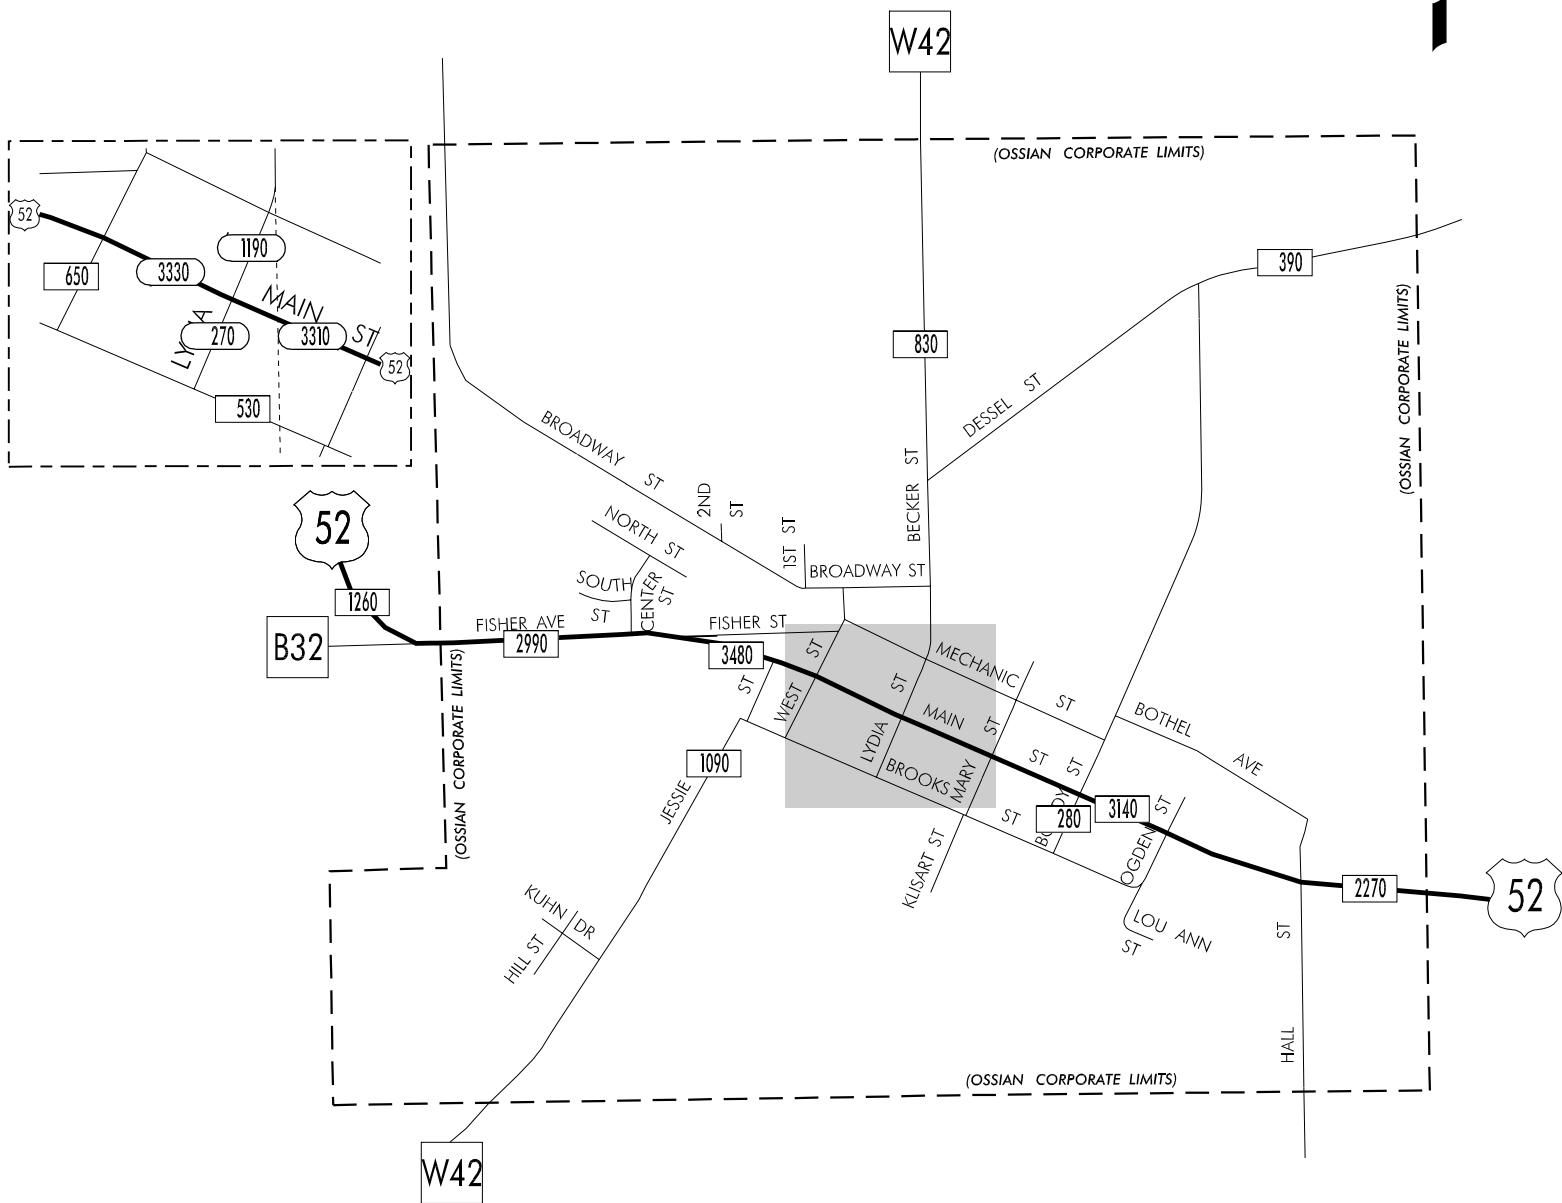 W42
(OSSIAN CORPORATE LIMITS)
52
1190
650
3330
MAIN ST
270
3310
LYDIA
52
530
390
(OSSIAN CORPORATE LIMITS)
830
DESSEL ST
BROADWAY ST
2ND ST
1ST ST
BECKER ST
NORTH ST
52
SOUTH ST
CENTER ST
BROADWAY ST
1260
B32
FISHER AVE
2990
FISHER ST
3480
(OSSIAN CORPORATE LIMITS)
WEST ST
ST
MECHANIC ST
LYDIA ST
MAIN ST
MARY ST
BROOKS ST
BOTHEL AVE
ST
1090
JESSIE
280
3140
OGDEN ST
KLISART ST
2270
52
LOU ANN ST
KUHN DR
HILL ST
HALL ST
(OSSIAN CORPORATE LIMITS)
W42